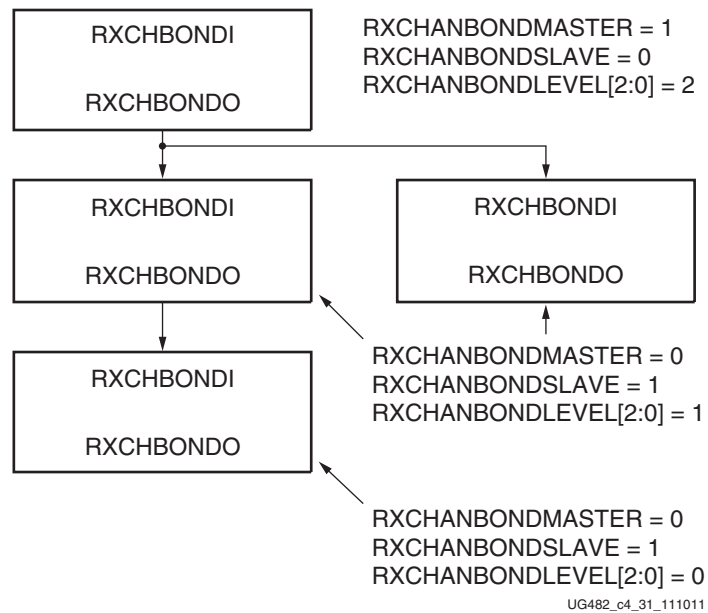 RXCHBONDI
RXCHBONDO
RXCHANBONDMASTER = 1
RXCHANBONDSLAVE = 0
RXCHANBONDLEVEL[2:0] = 2
RXCHBONDI
RXCHBONDO
RXCHBONDI
RXCHBONDO
RXCHANBONDMASTER = 0
RXCHANBONDSLAVE = 1
RXCHANBONDLEVEL[2:0] = 1
RXCHBONDI
RXCHBONDO
RXCHANBONDMASTER = 0
RXCHANBONDSLAVE = 1
RXCHANBONDLEVEL[2:0] = 0
UG482_c4_31_111011